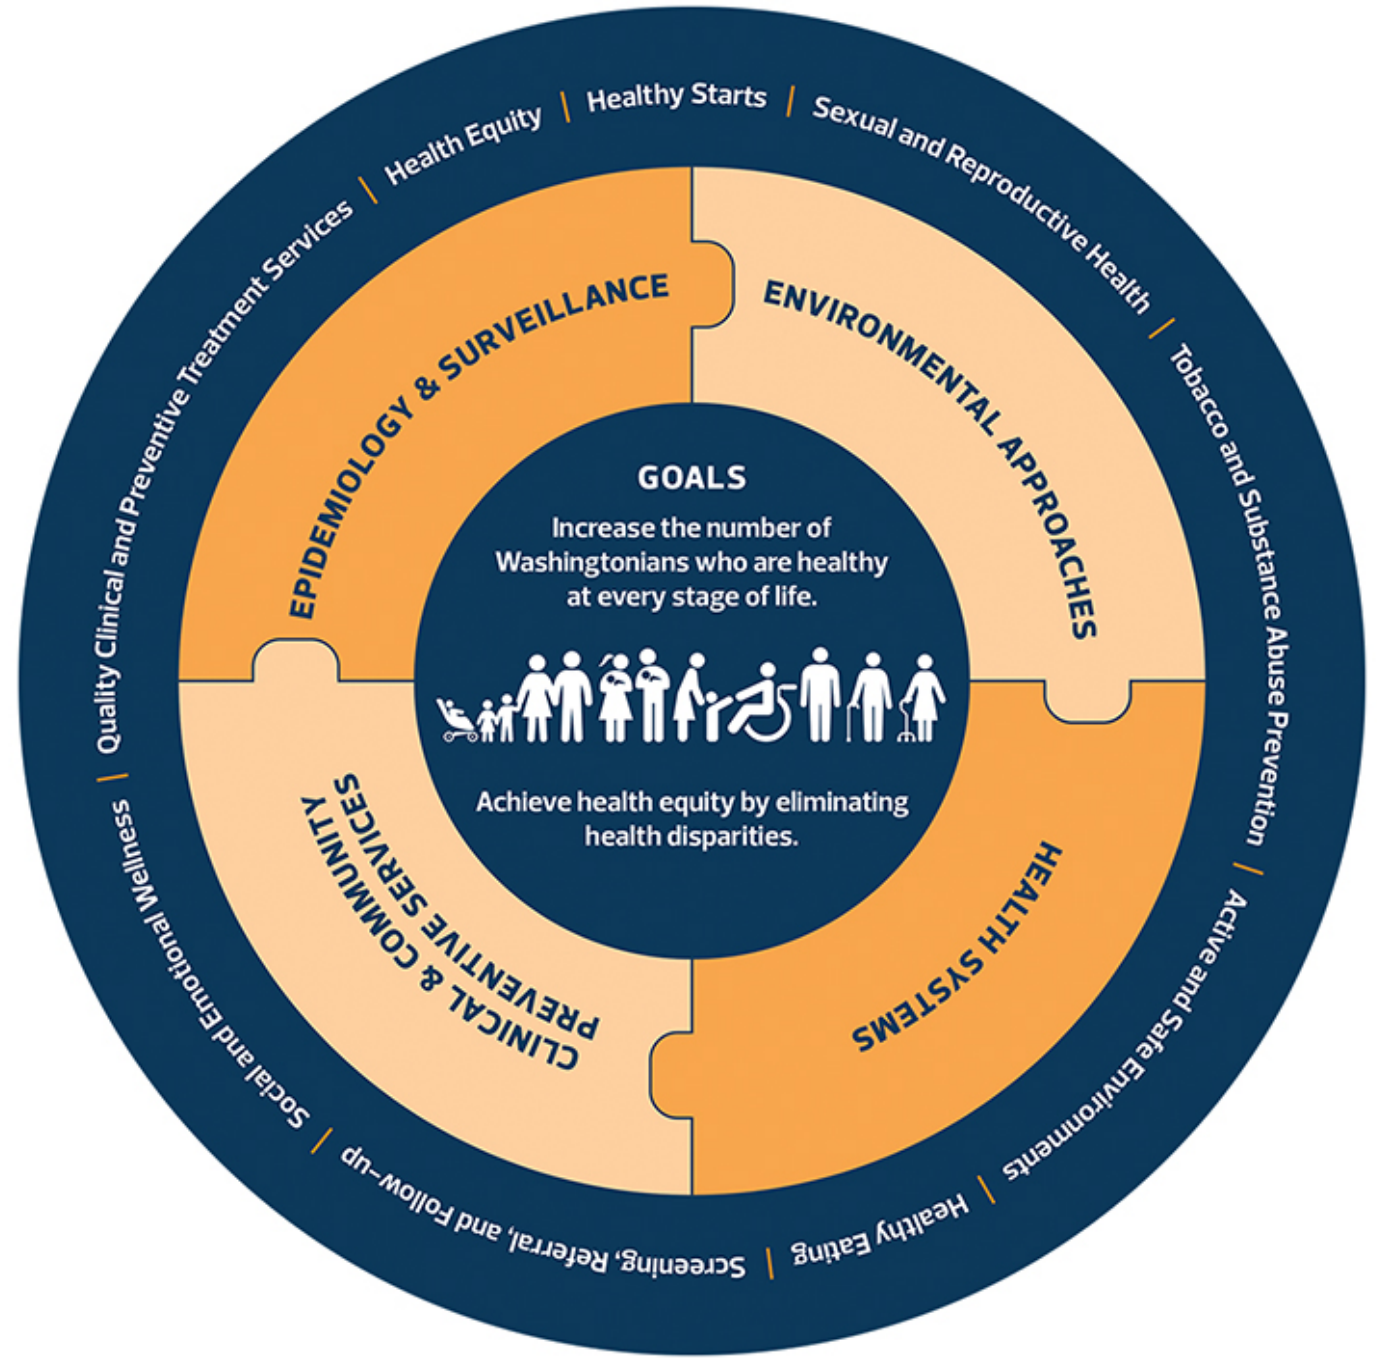 Healthy Starts
Sexual and Reproductive Health
Tobacco and Substance Abuse Prevention
Active and Safe Environments
Healthy Eating
Screening, Referral, and Follow-up
Social and Emotional Wellness
Quality Clinical and Preventive Treatment Services
Health Equity
EPIDEMIOLOGY & SURVEILLANCE
ENVIRONMENTAL APPROACHES
HEALTH SYSTEMS
CLINICAL & COMMUNITY
PREVENTIVE SERVICES
GOALS
Increase the number of
Washingtonians who are healthy
at every stage of life.
Achieve health equity by eliminating
health disparities.